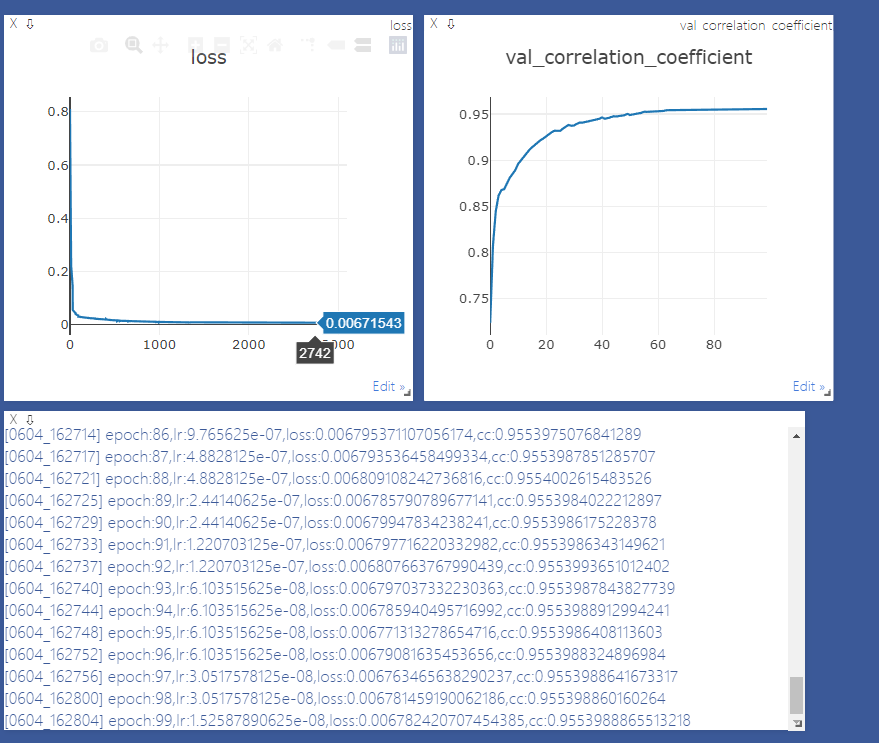 X ⇩ loss
loss
0.8
0.6
0.4
0.2
0
0.00671543
0 1000 2000 3000
2742
Edit »
X ⇩ val_correlation_coefficient
val_correlation_coefficient
0.95
0.9
0.85
0.8
0.75
0 20 40 60 80
Edit »
X ⇩
[0604_162714] epoch:86,lr:9.765625e-07,loss:0.006795371107056174,cc:0.9553975076841289
[0604_162717] epoch:87,lr:4.8828125e-07,loss:0.006793536458499334,cc:0.9553987851285707
[0604_162721] epoch:88,lr:4.8828125e-07,loss:0.006809108242736816,cc:0.9554002615483526
[0604_162725] epoch:89,lr:2.44140625e-07,loss:0.006785790789677141,cc:0.9553984022212897
[0604_162729] epoch:90,lr:2.44140625e-07,loss:0.00679947834238241,cc:0.9553986175228378
[0604_162733] epoch:91,lr:1.220703125e-07,loss:0.006797716220332982,cc:0.9553986343149621
[0604_162737] epoch:92,lr:1.220703125e-07,loss:0.006807663767990439,cc:0.9553993651012402
[0604_162740] epoch:93,lr:6.103515625e-08,loss:0.006797037332230363,cc:0.9553987843827739
[0604_162744] epoch:94,lr:6.103515625e-08,loss:0.006785940495716992,cc:0.9553988912994241
[0604_162748] epoch:95,lr:6.103515625e-08,loss:0.006771313278654716,cc:0.9553986408113603
[0604_162752] epoch:96,lr:6.103515625e-08,loss:0.00679081635453656,cc:0.9553988324896984
[0604_162756] epoch:97,lr:3.0517578125e-08,loss:0.006763465638290237,cc:0.9553988641673317
[0604_162800] epoch:98,lr:3.0517578125e-08,loss:0.006781459190062186,cc:0.955398860160264
[0604_162804] epoch:99,lr:1.52587890625e-08,loss:0.006782420707454385,cc:0.9553988865513218